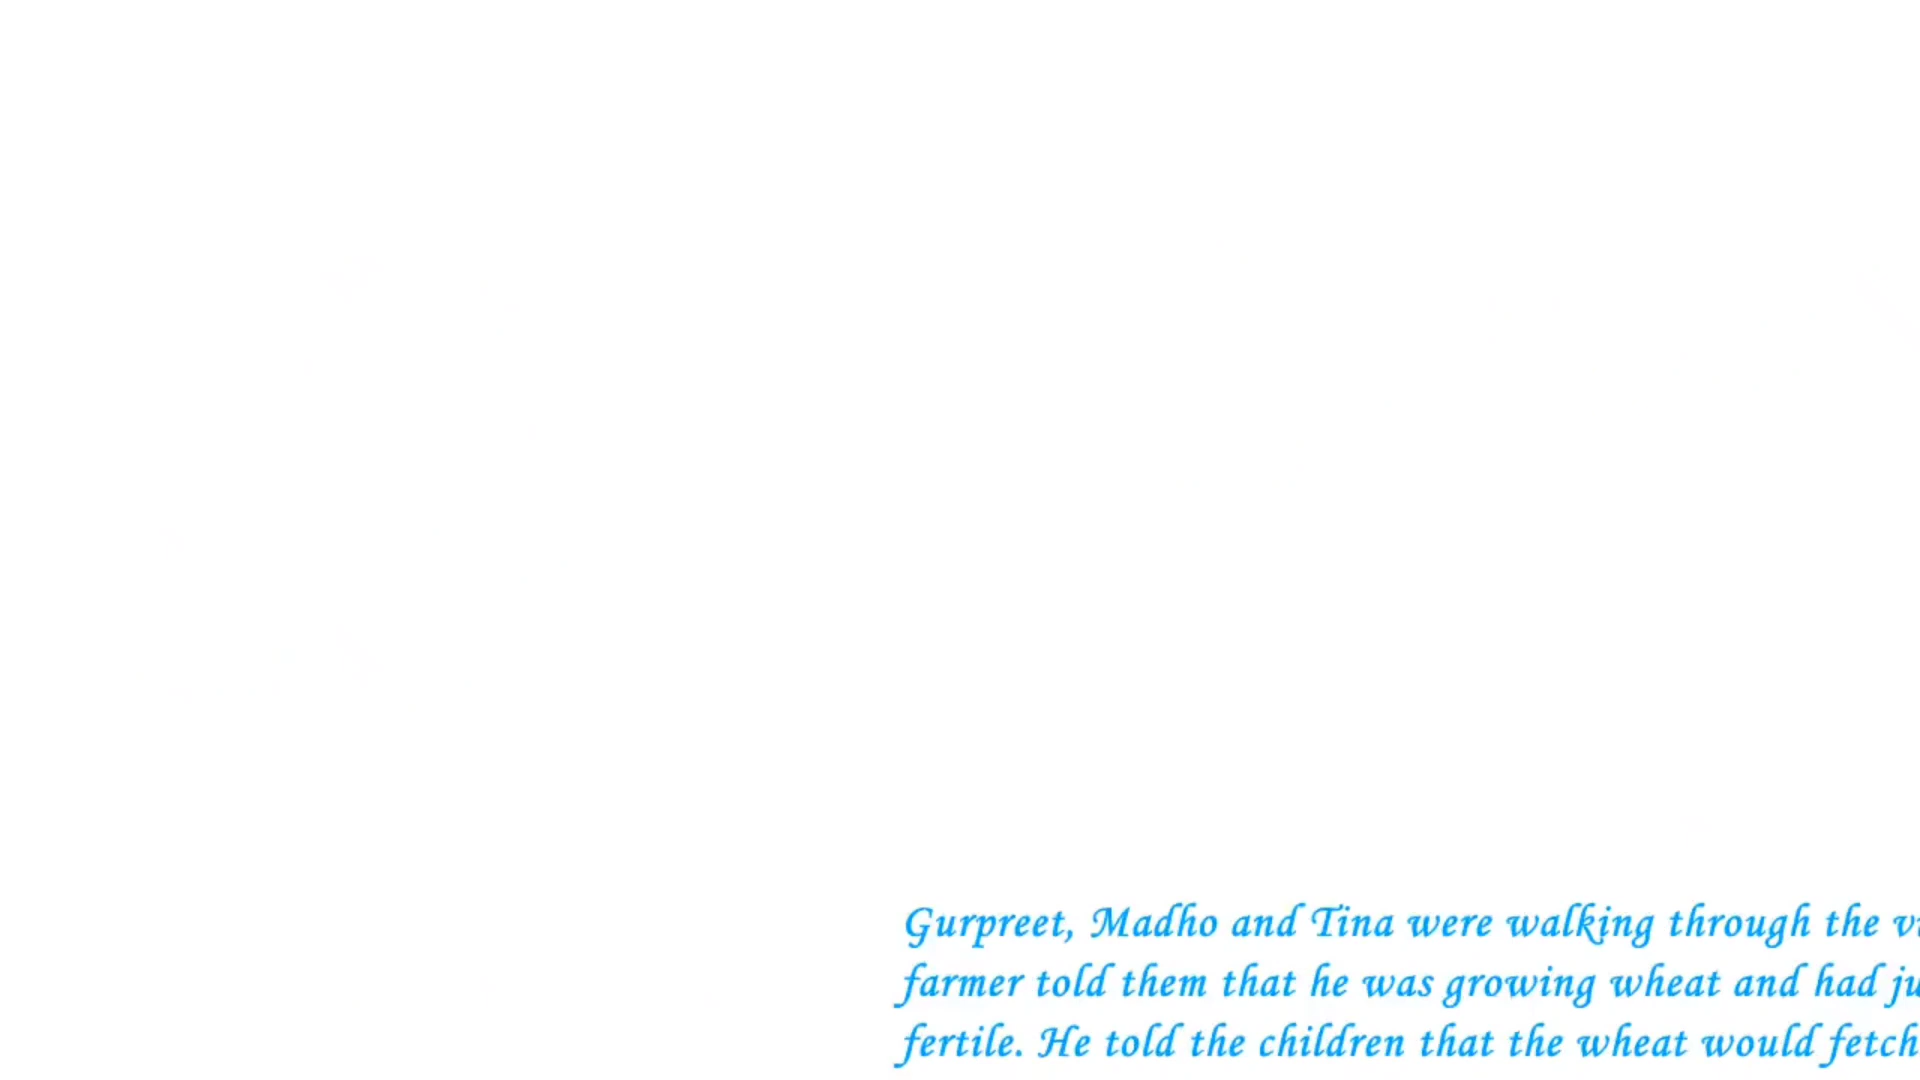 Gurpreet, Madho and Tina were walking through the
farmer told them that he was growing wheat and had
fertile. He told the children that the wheat would fetch